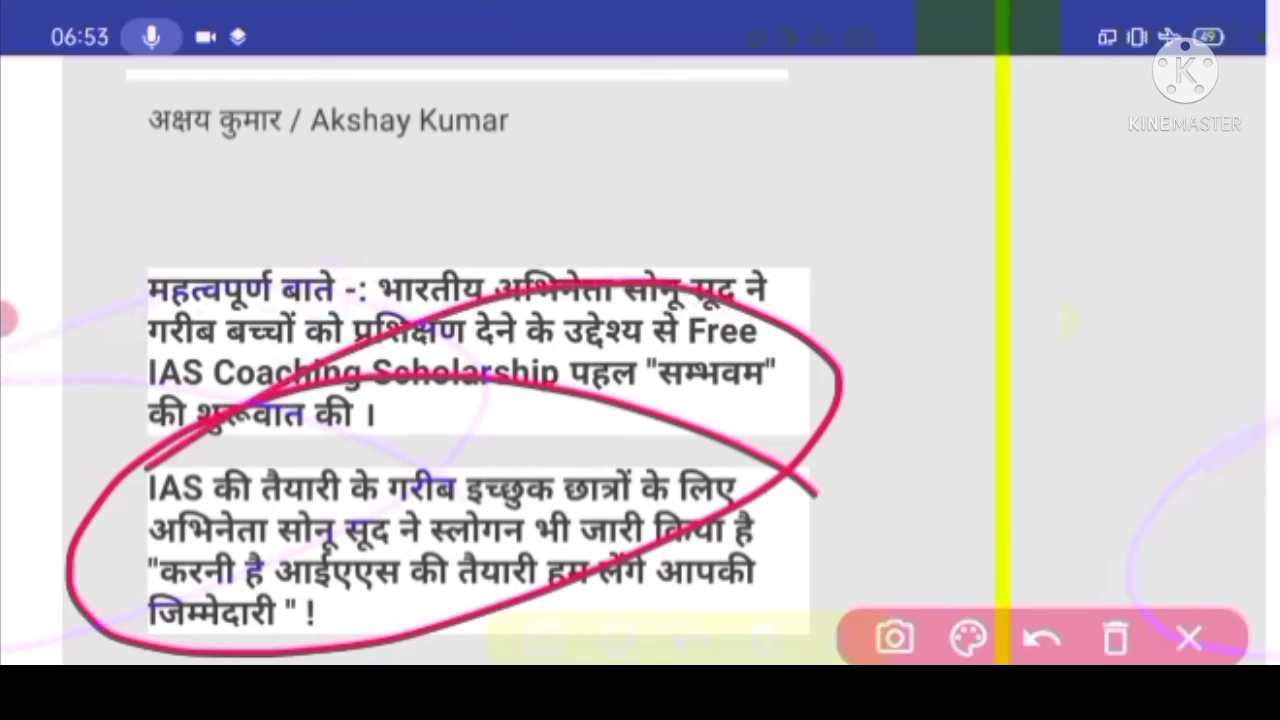 06:53
49
K
KINEMASTER
अक्षय कुमार / Akshay Kumar
महत्वपूर्ण बाते -: भारतीय अभिनेता सोनू सूद ने
गरीब बच्चों को प्रशिक्षण देने के उद्देश्य से Free
IAS Coaching Scholarship पहल "सम्भवम"
की शुरूवात की ।
IAS की तैयारी के गरीब इच्छुक छात्रों के लिए
अभिनेता सोनू सूद ने स्लोगन भी जारी किया है
"करनी है आईएएस की तैयारी हम लेंगे आपकी
जिम्मेदारी " !